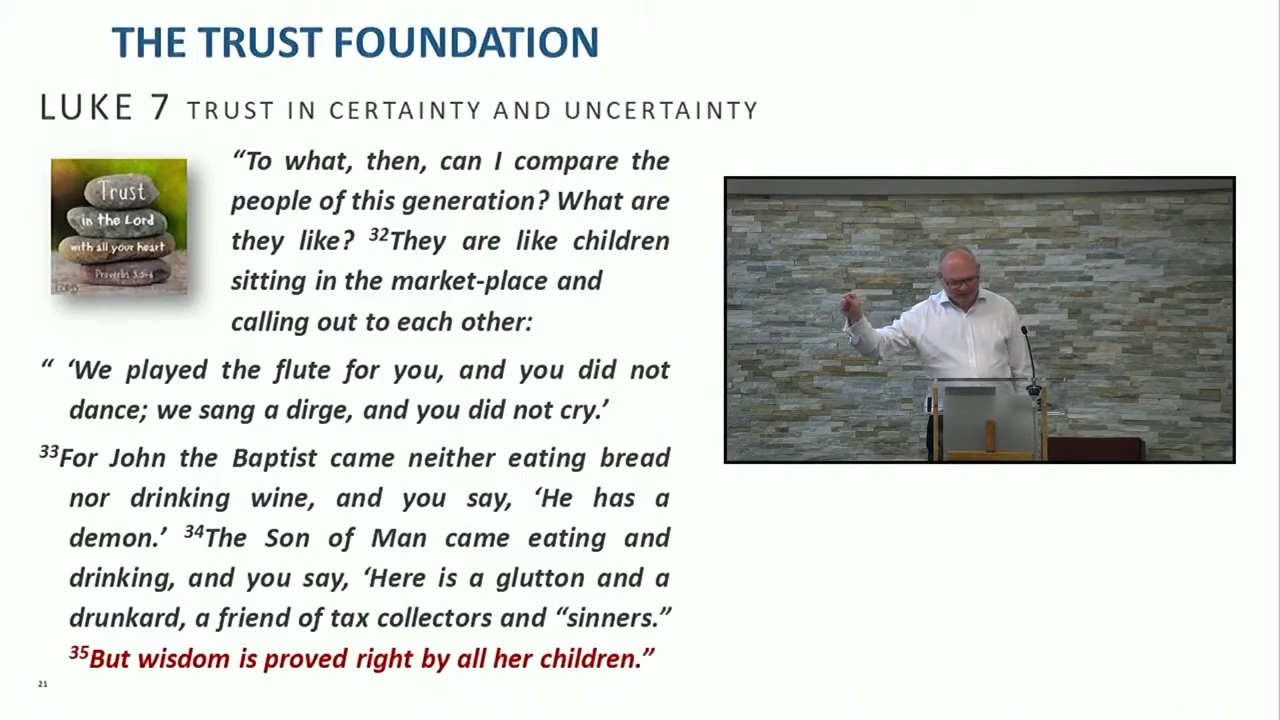 THE TRUST FOUNDATION
LUKE 7 TRUST IN CERTAINTY AND UNCERTAINTY
Trust
in the Lord
with all your heart
Proverbs 3:5-6
“To what, then, can I compare the
people of this generation? What are
they like? ³²They are like children
sitting in the market-place and
calling out to each other:
“ ‘We played the flute for you, and you did not
dance; we sang a dirge, and you did not cry.’
³³For John the Baptist came neither eating bread
nor drinking wine, and you say, ‘He has a
demon.’ ³⁴The Son of Man came eating and
drinking, and you say, ‘Here is a glutton and a
drunkard, a friend of tax collectors and “sinners.”
³⁵But wisdom is proved right by all her children.”
21